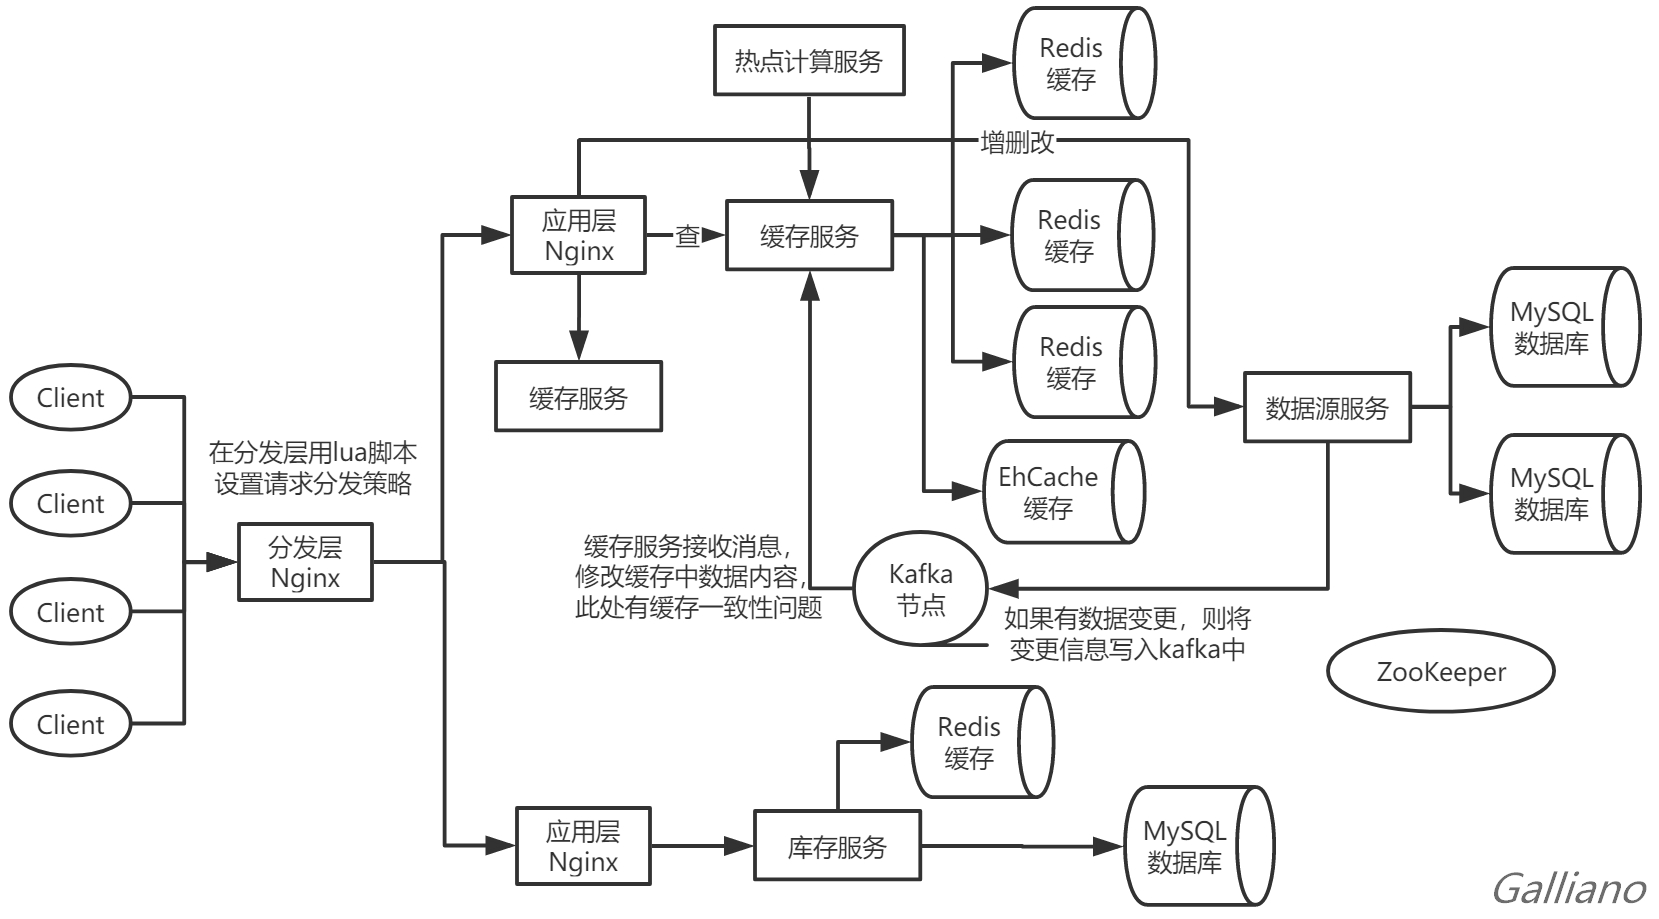 热点计算服务
Redis
缓存
增删改
应用层
Nginx
查
缓存服务
Redis
缓存
Redis
缓存
MySQL
数据库
缓存服务
数据源服务
Client
在分发层用lua脚本
设置请求分发策略
EhCache
缓存
MySQL
数据库
Client
分发层
Nginx
缓存服务接收消息，
修改缓存中数据内容，
此处有缓存一致性问题
Kafka
节点
如果有数据变更，则将
变更信息写入kafka中
Client
ZooKeeper
Client
Redis
缓存
应用层
Nginx
库存服务
MySQL
数据库
Galliano